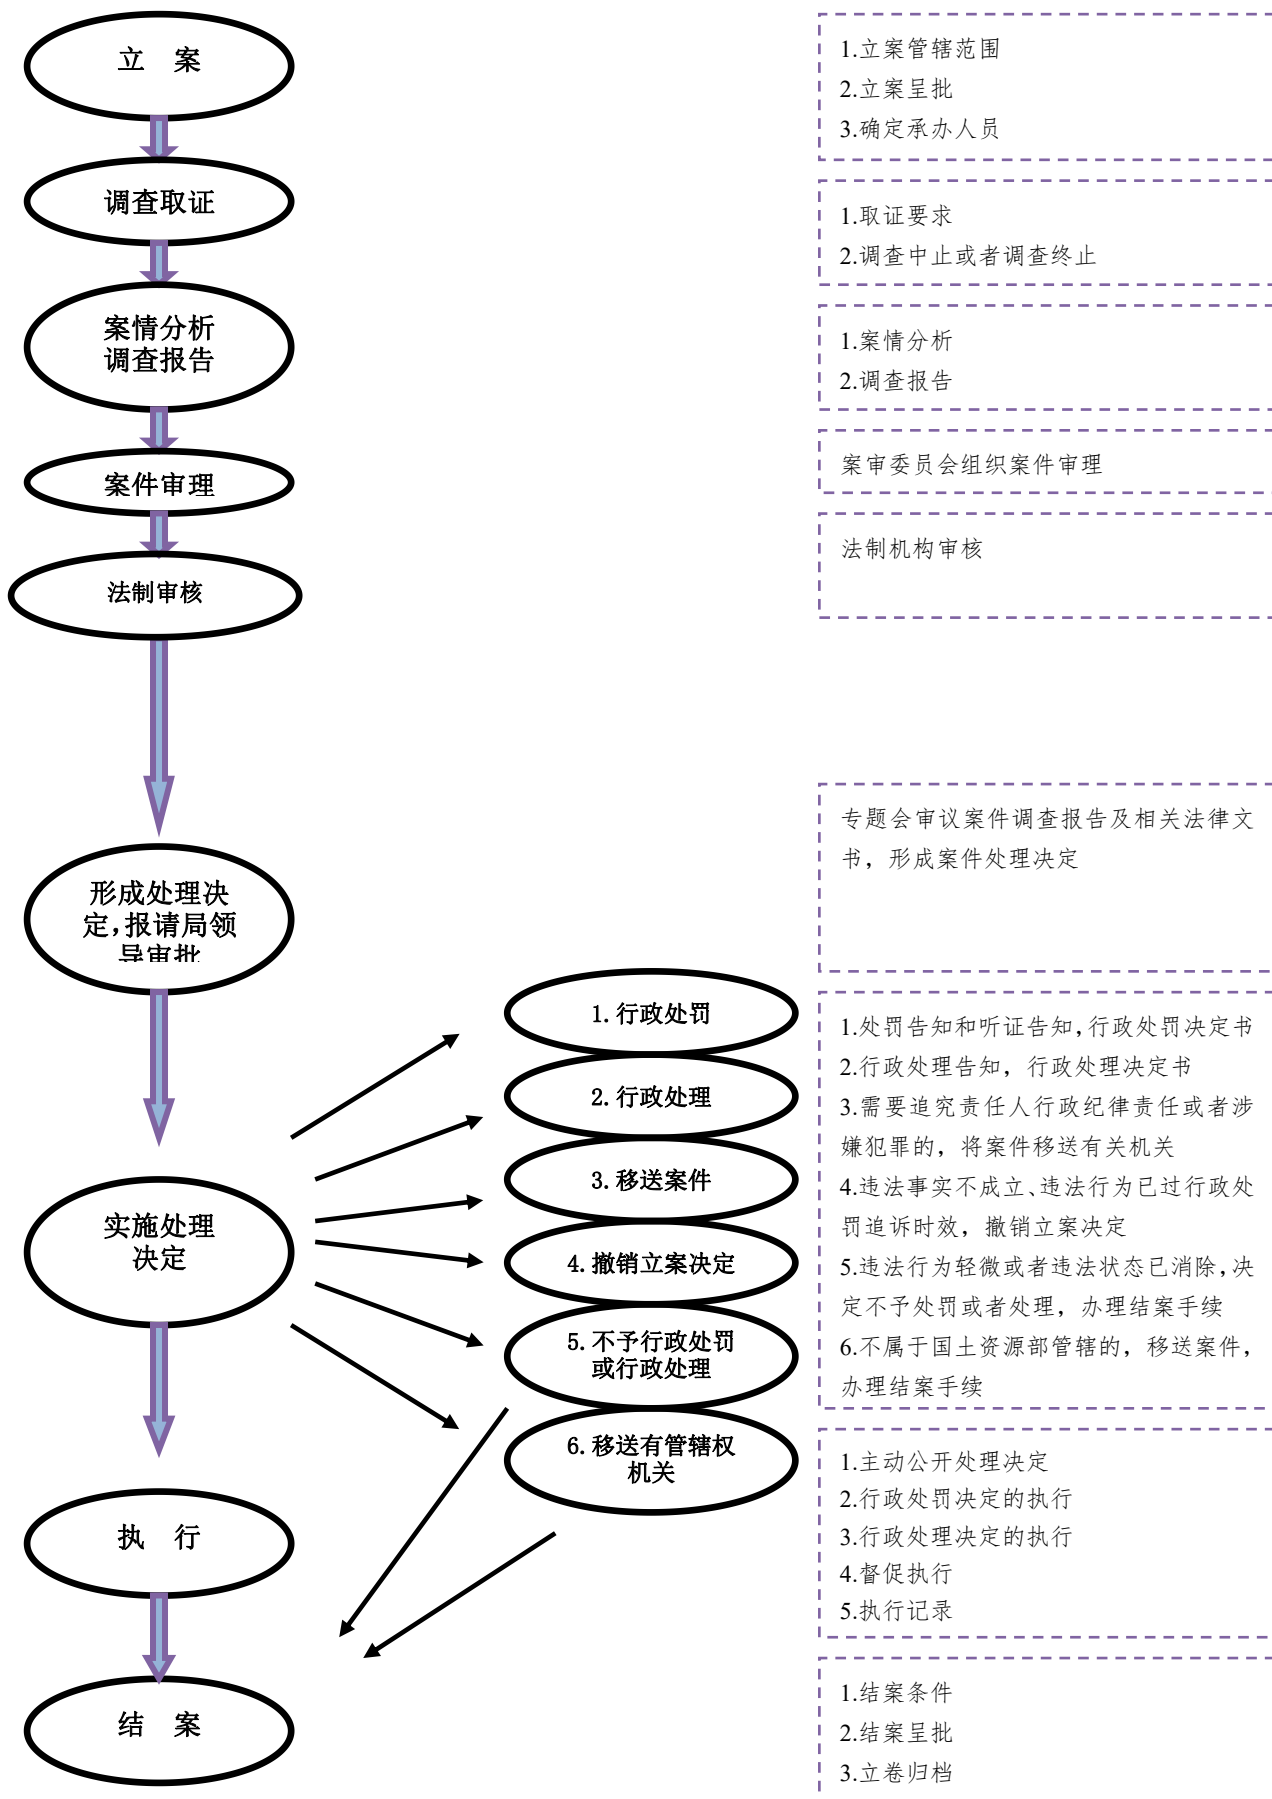 立　案
调查取证
案情分析
调查报告
案件审理
法制审核
形成处理决
定，报请局领
导审批
实施处理
决定
执　行
结　案
1.行政处罚
2.行政处理
3.移送案件
4.撤销立案决定
5.不予行政处罚
或行政处理
6.移送有管辖权
机关
1.立案管辖范围
2.立案呈批
3.确定承办人员
1.取证要求
2.调查中止或者调查终止
1.案情分析
2.调查报告
案审委员会组织案件审理
法制机构审核
专题会审议案件调查报告及相关法律文
书，形成案件处理决定
1.处罚告知和听证告知，行政处罚决定书
2.行政处理告知，行政处理决定书
3.需要追究责任人行政纪律责任或者涉
嫌犯罪的，将案件移送有关机关
4.违法事实不成立、违法行为已过行政处
罚追诉时效，撤销立案决定
5.违法行为轻微或者违法状态已消除，决
定不予处罚或者处理，办理结案手续
6.不属于国土资源部管辖的，移送案件，
办理结案手续
1.主动公开处理决定
2.行政处罚决定的执行
3.行政处理决定的执行
4.督促执行
5.执行记录
1.结案条件
2.结案呈批
3.立卷归档